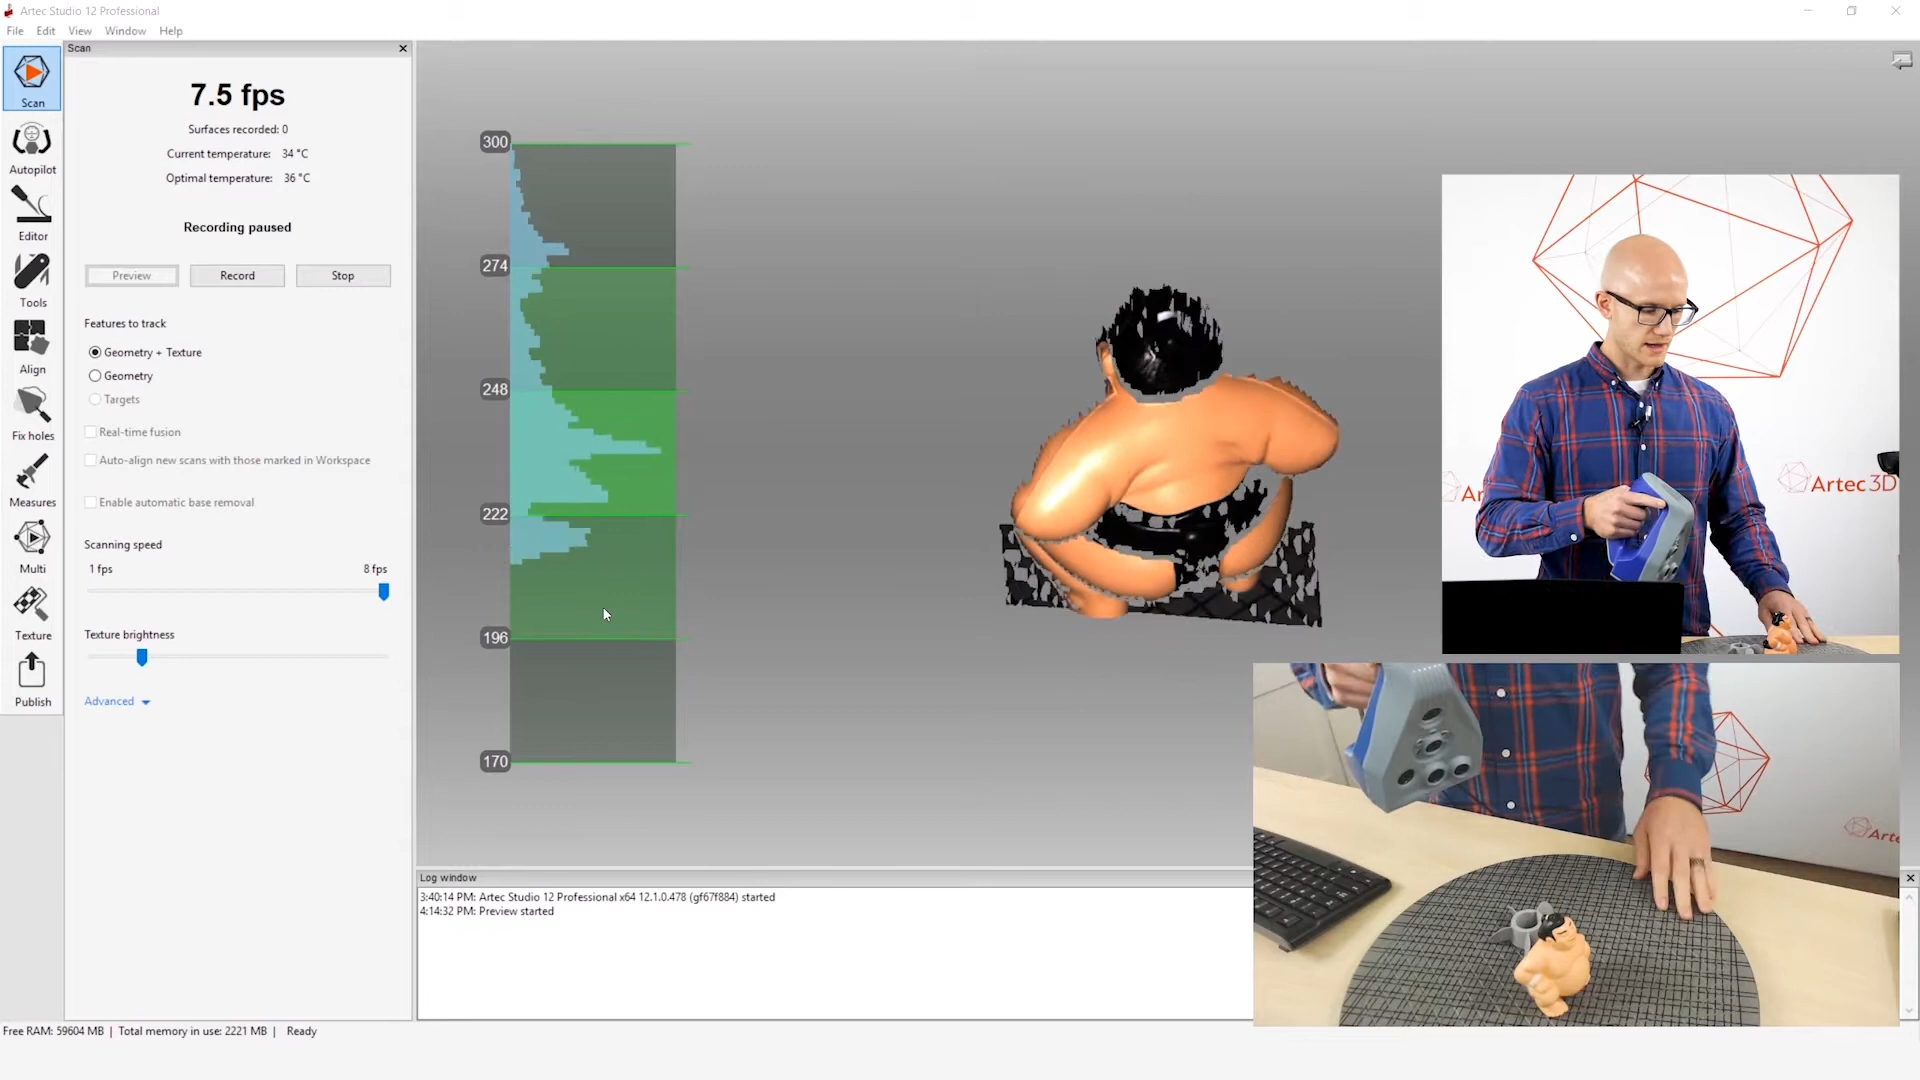 Artec Studio 12 Professional
File Edit View Window Help
Scan
Scan
Autopilot
Editor
Tools
Align
Fix holes
Measures
Multi
Texture
Publish
7.5 fps
Surfaces recorded: 0
Current temperature: 34 °C
Optimal temperature: 36 °C
Recording paused
Preview Record Stop
Features to track
Geometry + Texture
Geometry
Targets
Real-time fusion
Auto-align new scans with those marked in Workspace
Enable automatic base removal
Scanning speed
1 fps 8 fps
Texture brightness
Advanced
300
274
248
222
196
170
Ar
Artec 3D
Arte
Log window
3:40:14 PM: Artec Studio 12 Professional x64 12.1.0.478 (gf67f884) started
4:14:32 PM: Preview started
Free RAM: 59604 MB | Total memory in use: 2221 MB | Ready